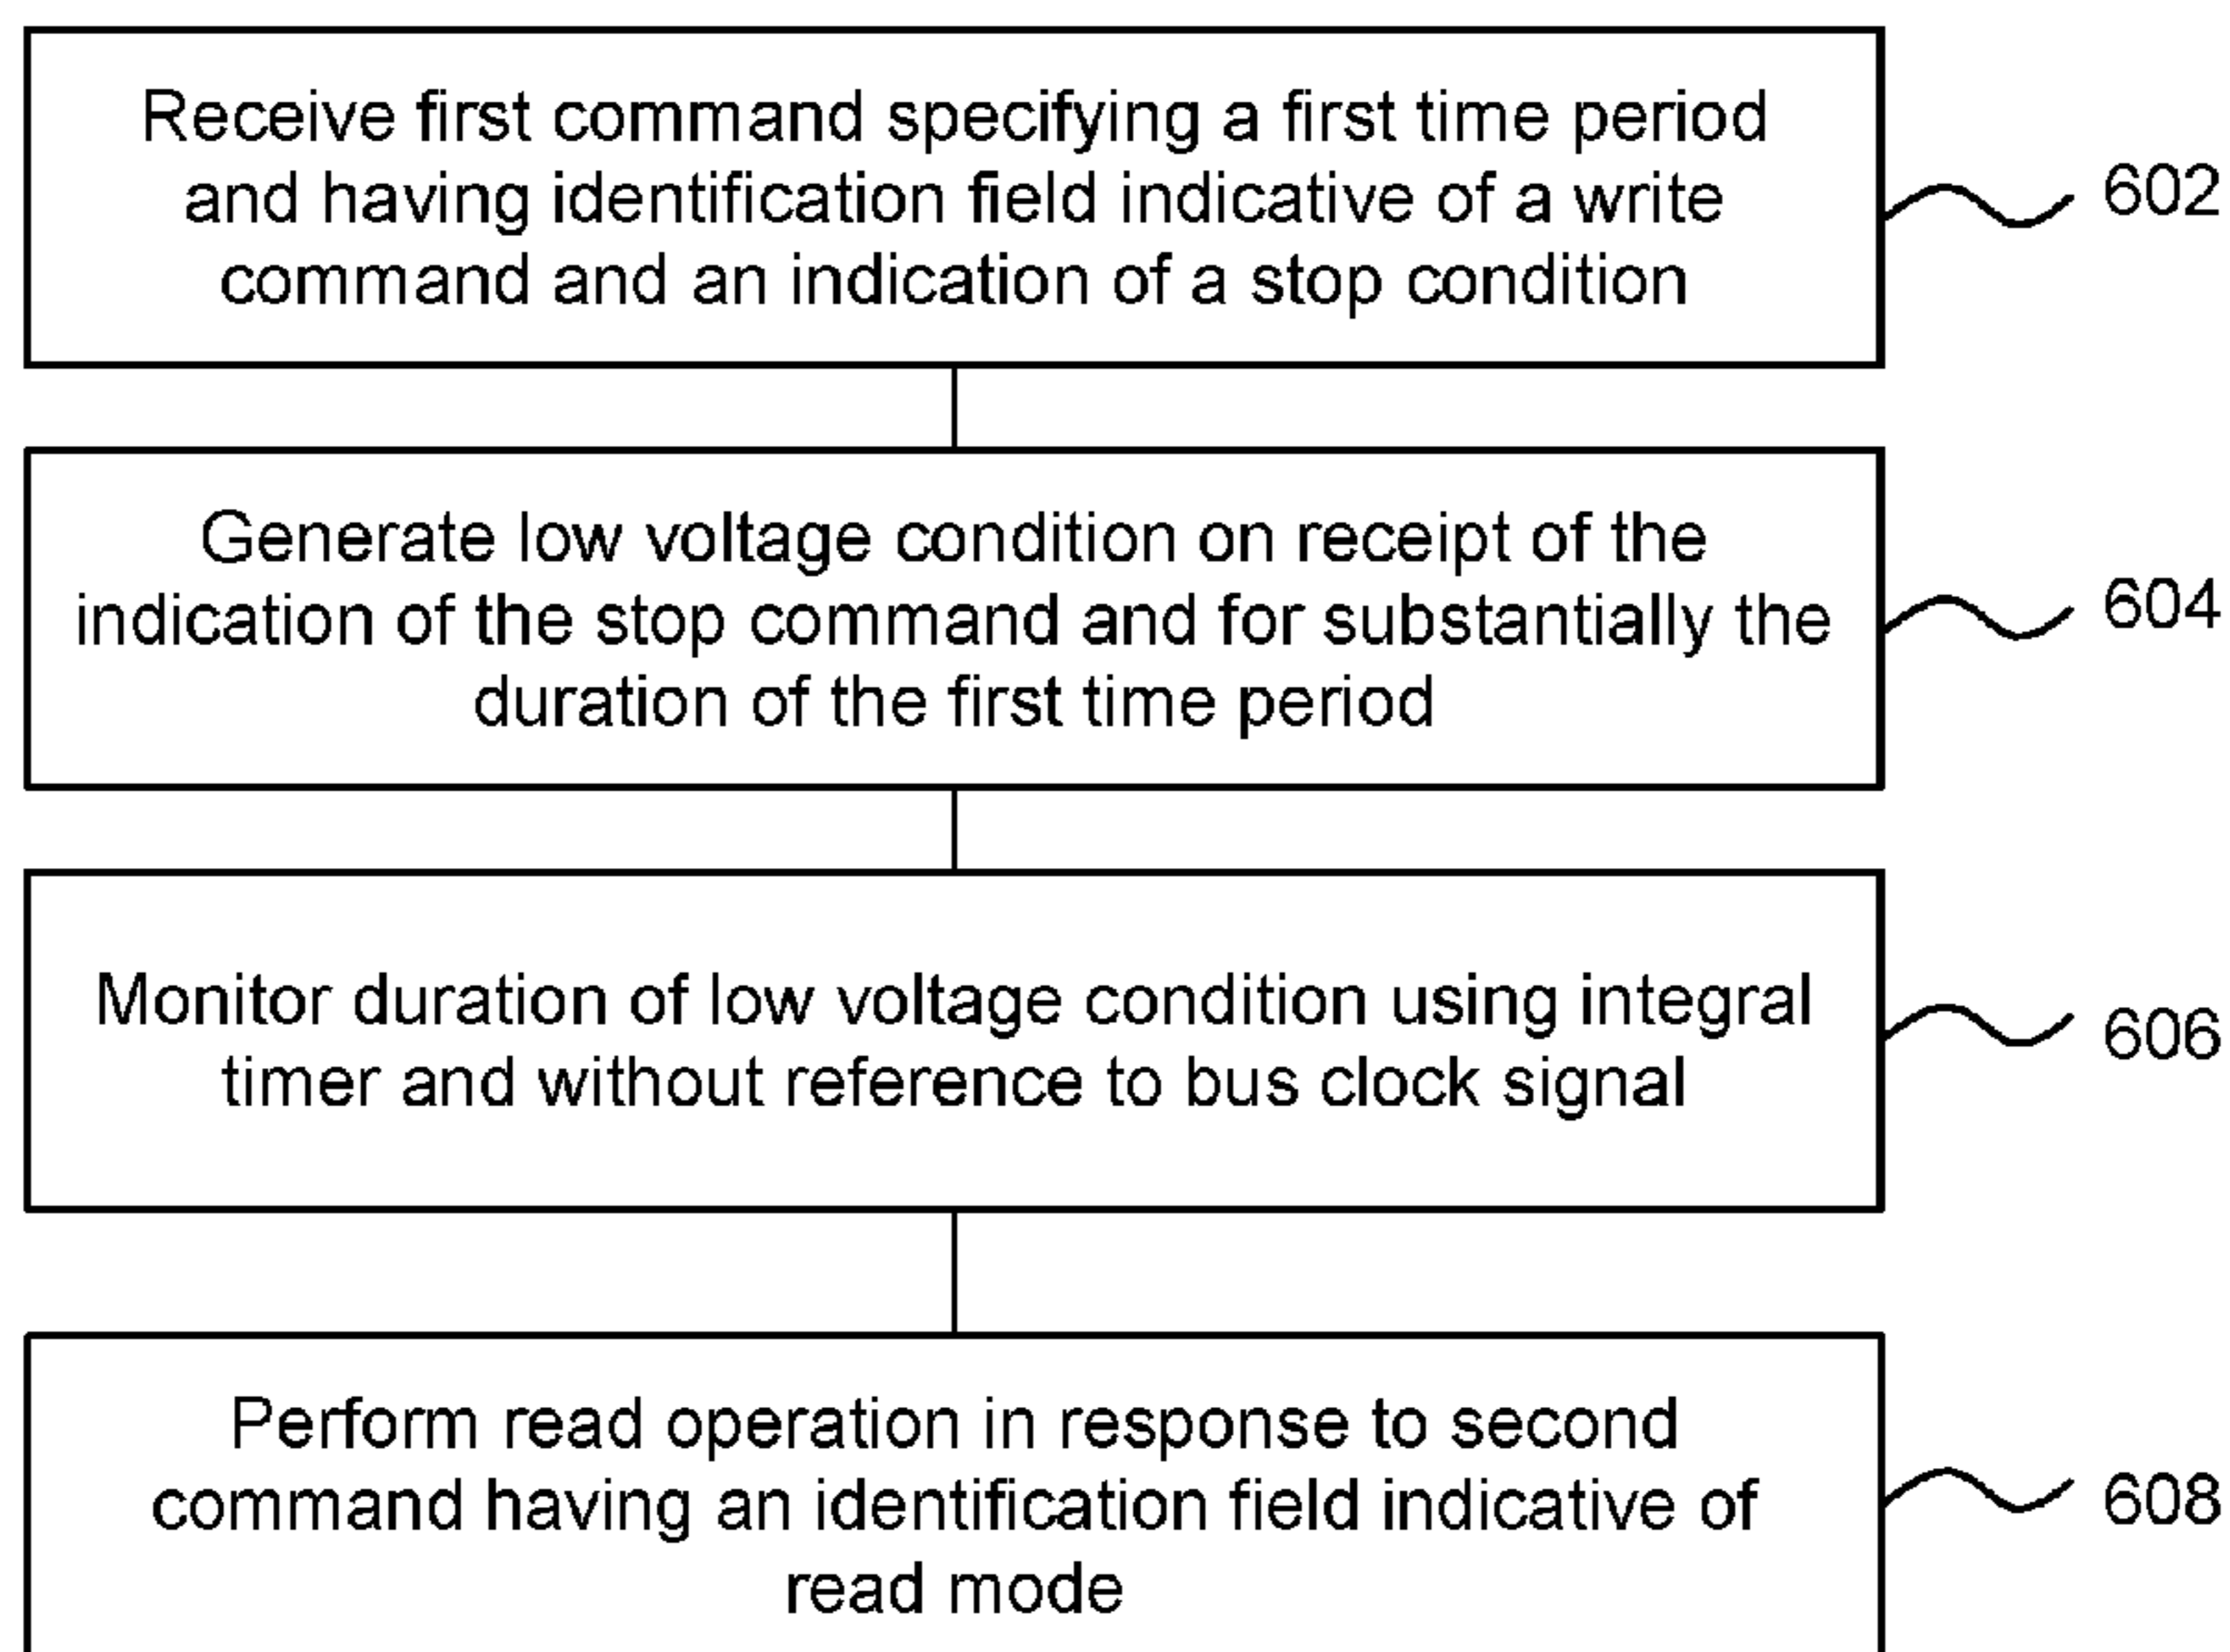 Receive first command specifying a first time period
and having identification field indicative of a write
command and an indication of a stop condition
602
Generate low voltage condition on receipt of the
indication of the stop command and for substantially the
duration of the first time period
604
Monitor duration of low voltage condition using integral
timer and without reference to bus clock signal
606
Perform read operation in response to second
command having an identification field indicative of
read mode
608